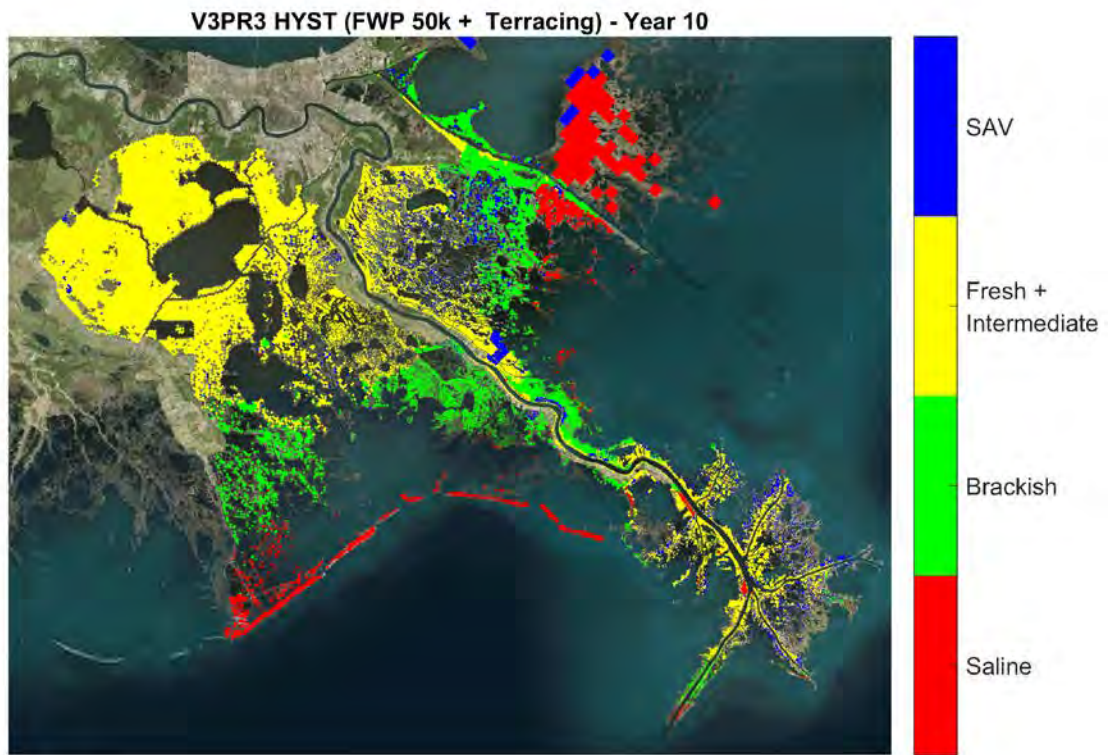 V3PR3 HYST (FWP 50k + Terracing) - Year 10
SAV
Fresh +
Intermediate
Brackish
Saline